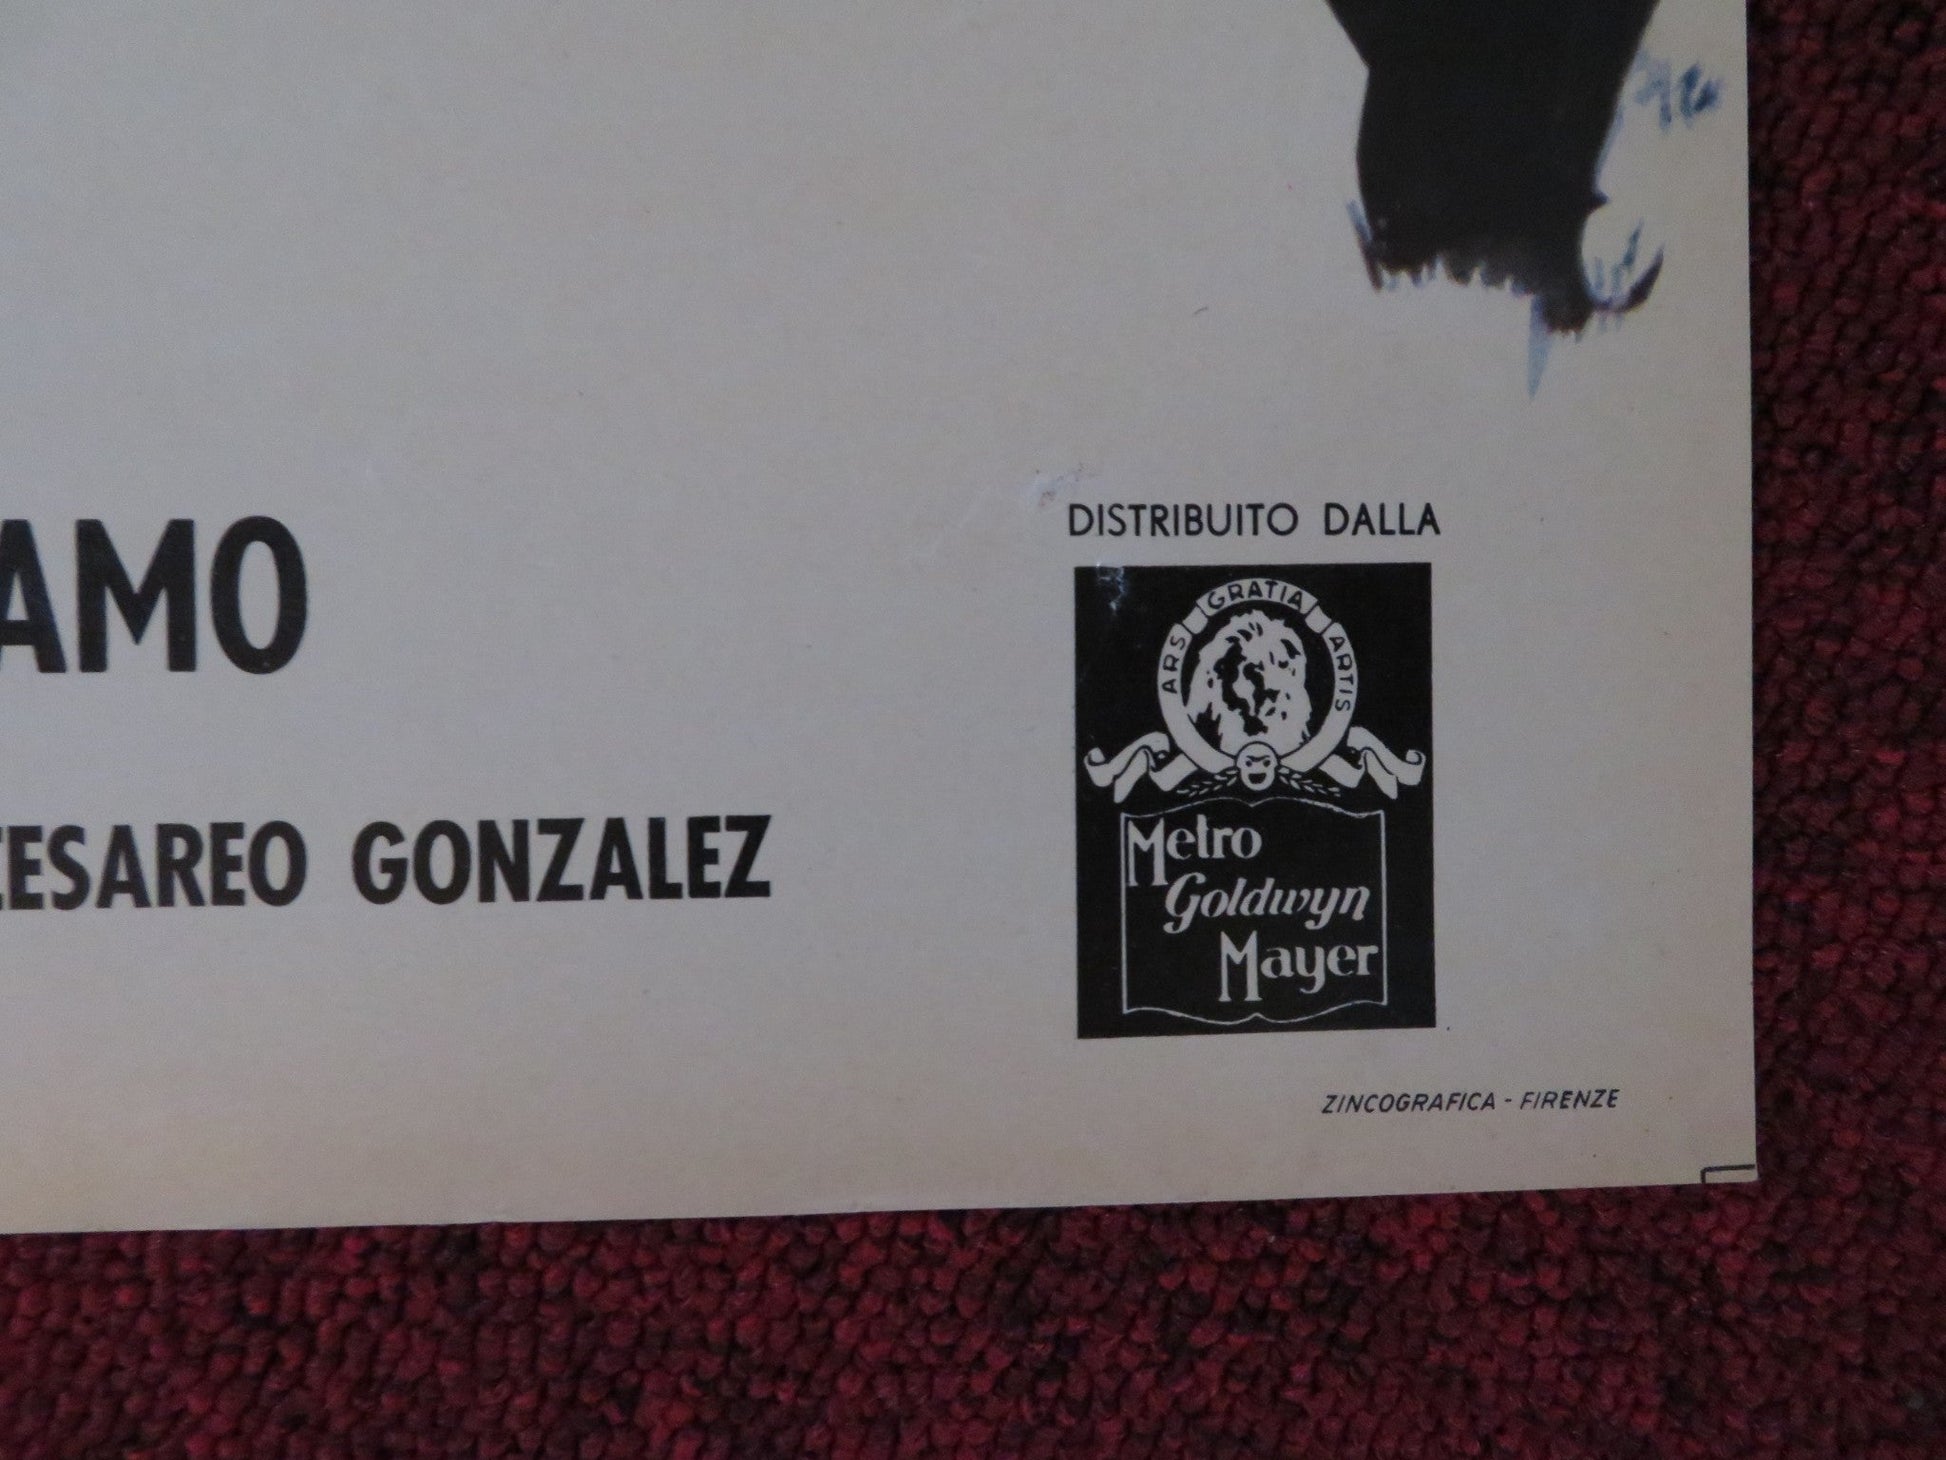 DISTRIBUITO DALLA
ARS GRATIA ARTIS
AMO
Metro
Goldwyn
Mayer
CESAREO GONZALEZ
ZINCOGRAFICA - FIRENZE